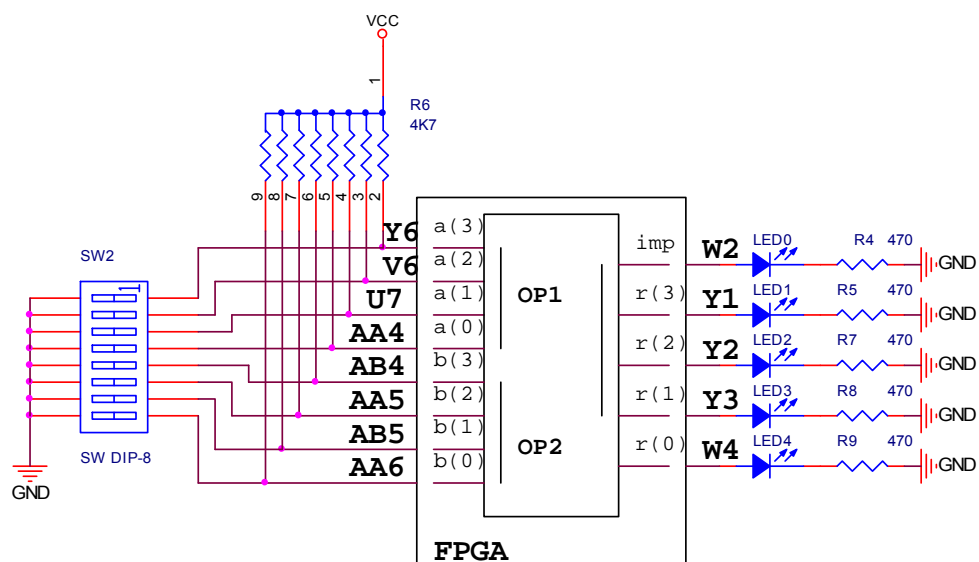 VCC
1
R6
4K7
9 8 7 6 5 4 3 2
SW2
1
SW DIP-8
GND
Y6
V6
U7
AA4
AB4
AA5
AB5
AA6
a(3)
a(2)
a(1)
a(0)
b(3)
b(2)
b(1)
b(0)
OP1
OP2
FPGA
imp
r(3)
r(2)
r(1)
r(0)
W2 LED0 R4 470 GND
Y1 LED1 R5 470 GND
Y2 LED2 R7 470 GND
Y3 LED3 R8 470 GND
W4 LED4 R9 470 GND